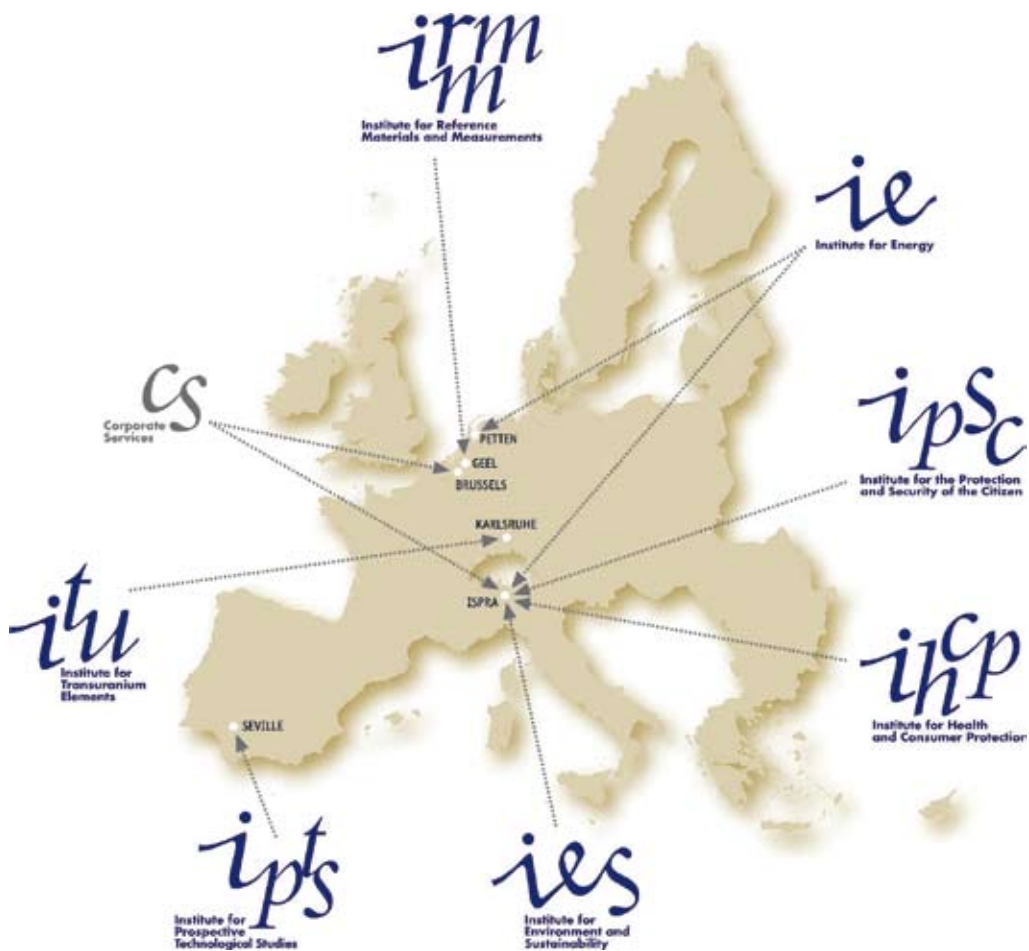 irmm
Institute for Reference
Materials and Measurements
ie
Institute for Energy
cs
Corporate
Services
ipsc
Institute for the Protection
and Security of the Citizen
PETTEN
GEEL
BRUSSELS
KARLSRUHE
ISPRA
SEVILLE
itu
Institute for
Transuranium
Elements
ihcp
Institute for Health
and Consumer Protection
ipts
Institute for
Prospective
Technological Studies
ies
Institute for
Environment and
Sustainability